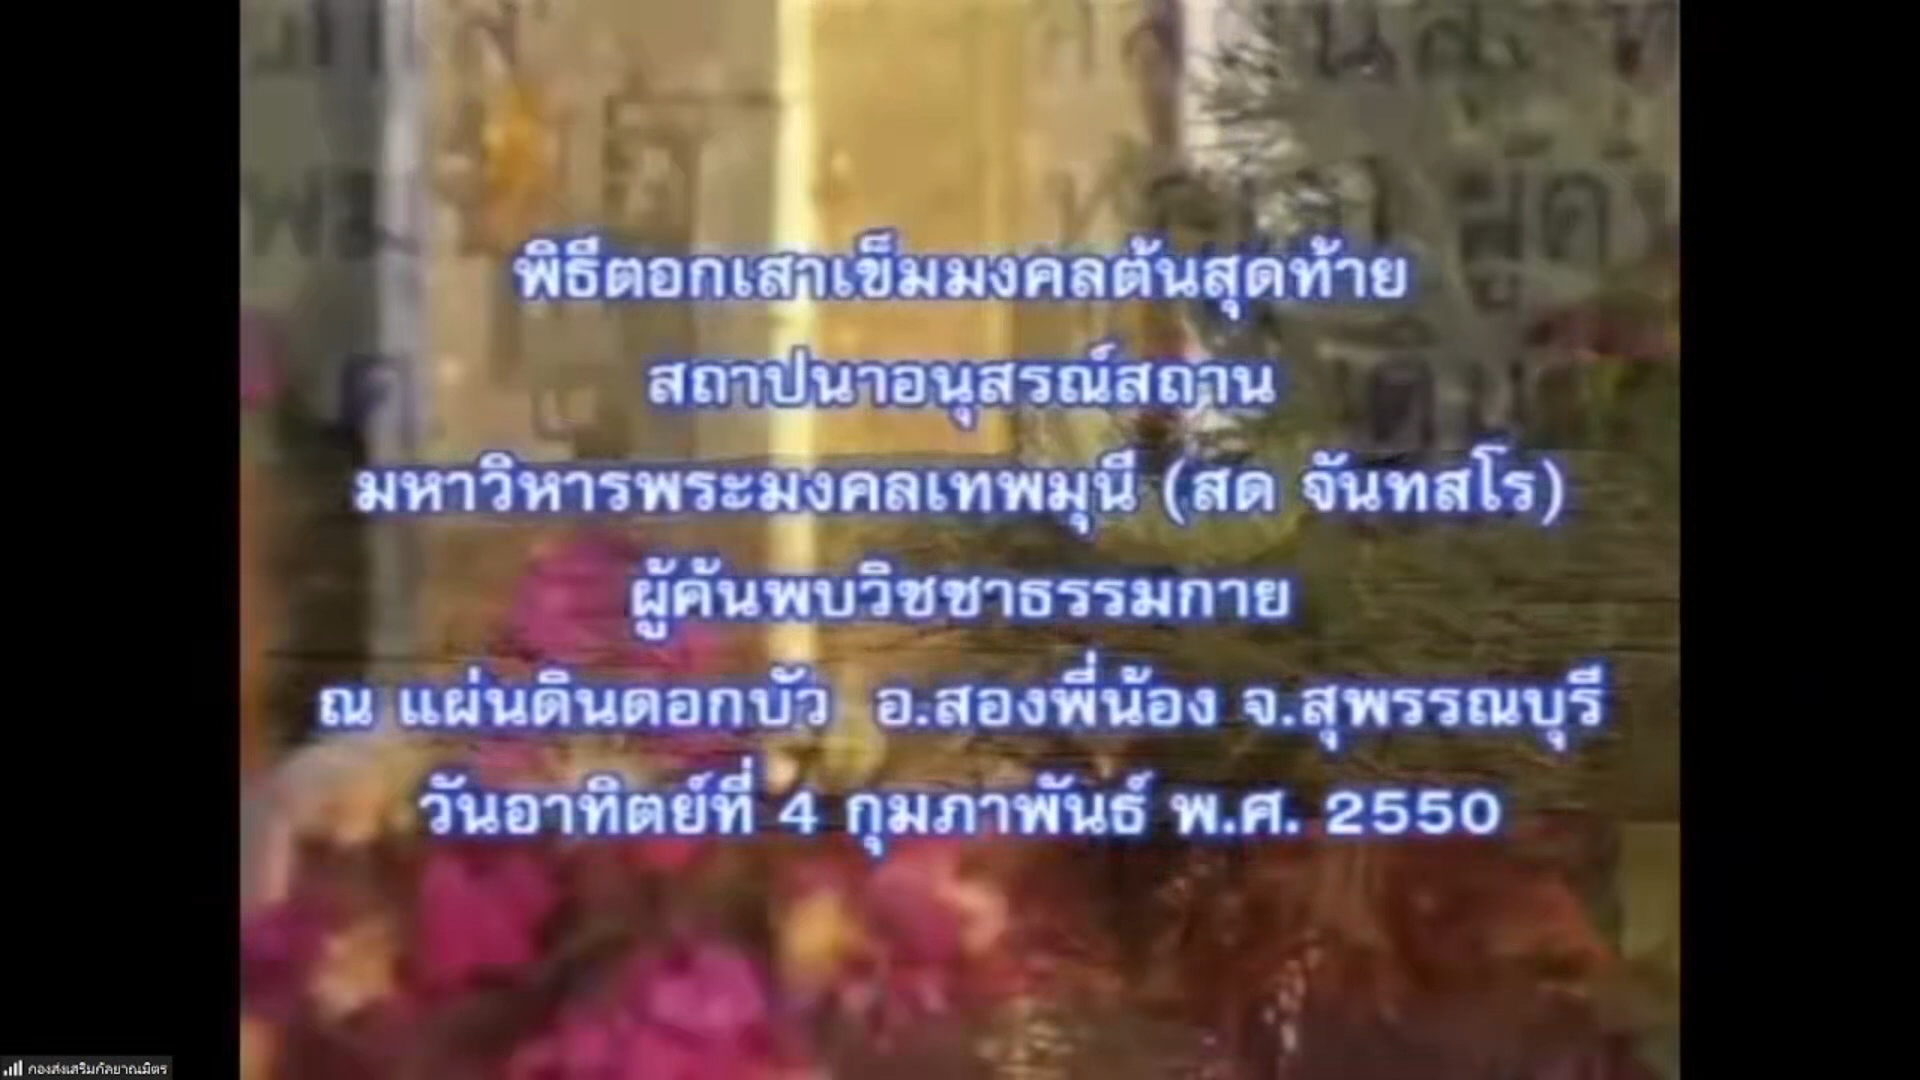 พิธีตอกเสาเข็มมงคลต้นสุดท้าย
สถาปนาอนุสรณ์สถาน
มหาวิหารพระมงคลเทพมุนี (สด จันทสโร)
ผู้ค้นพบวิชชาธรรมกาย
ณ แผ่นดินดอกบัว อ.สองพี่น้อง จ.สุพรรณบุรี
วันอาทิตย์ที่ 4 กุมภาพันธ์ พ.ศ. 2550
กองส่งเสริมกัลยาณมิตร